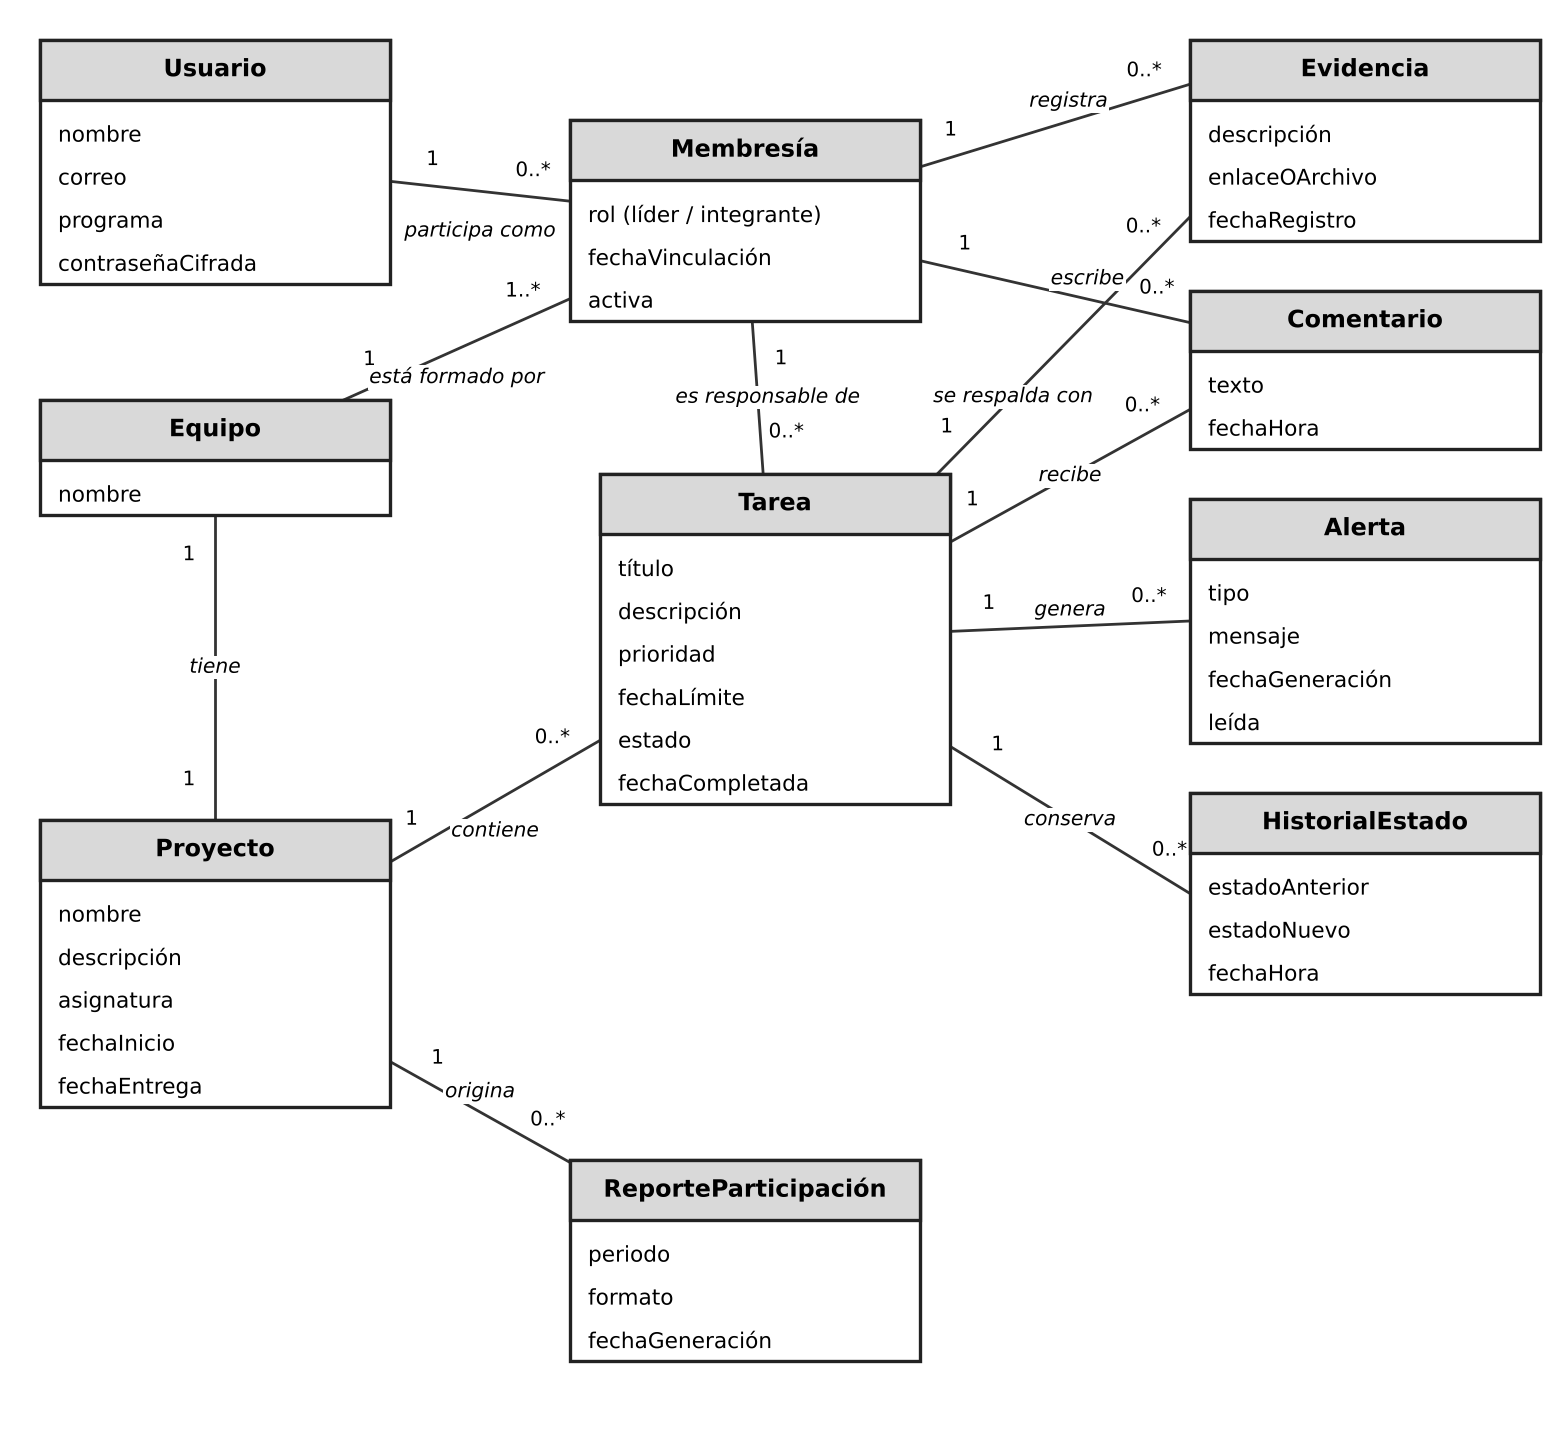 Usuario
nombre
correo
programa
contraseñaCifrada
1
0..*
participa como
Membresía
rol (líder / integrante)
fechaVinculación
activa
1
registra
0..*
Evidencia
descripción
enlaceOArchivo
fechaRegistro
1
escribe
0..*
Comentario
texto
fechaHora
1..*
1
está formado por
Equipo
nombre
1
es responsable de
0..*
0..*
se respalda con
1
Tarea
título
descripción
prioridad
fechaLímite
estado
fechaCompletada
0..*
recibe
1
1
genera
0..*
Alerta
tipo
mensaje
fechaGeneración
leída
1
conserva
0..*
HistorialEstado
estadoAnterior
estadoNuevo
fechaHora
1
tiene
1
Proyecto
nombre
descripción
asignatura
fechaInicio
fechaEntrega
0..*
1
contiene
1
origina
0..*
ReporteParticipación
periodo
formato
fechaGeneración